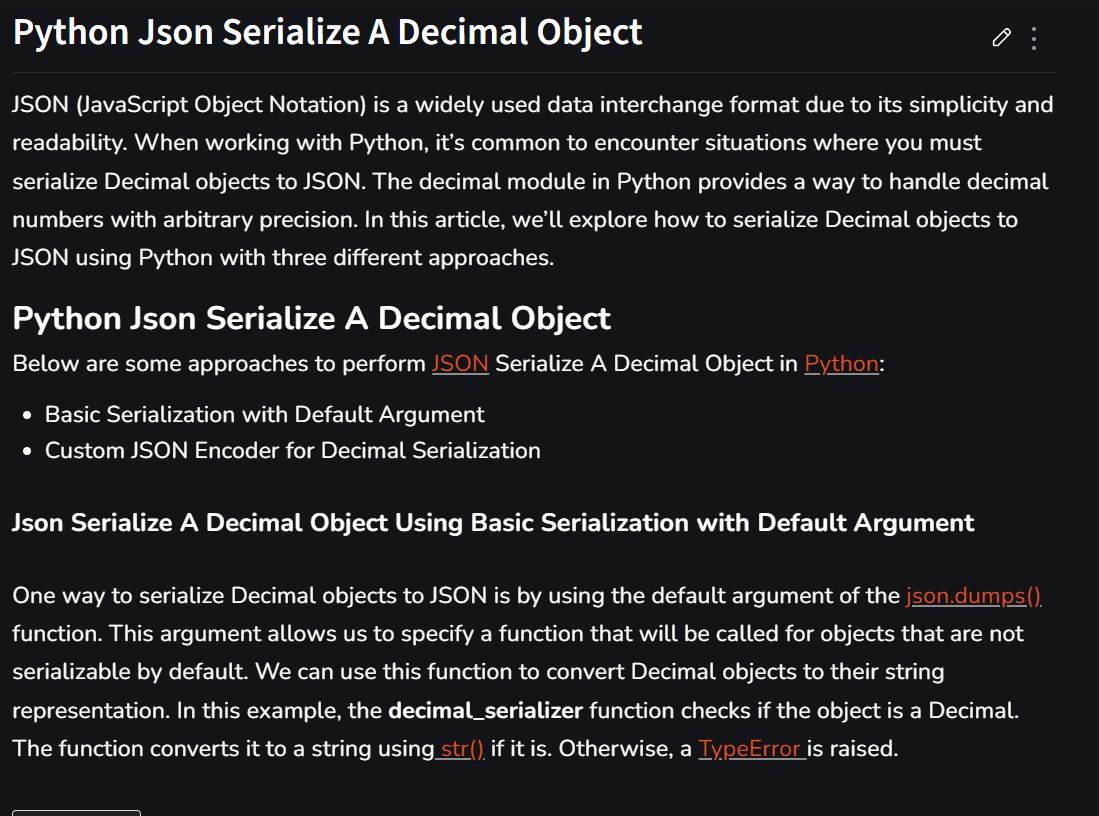 Python Json Serialize A Decimal Object
JSON (JavaScript Object Notation) is a widely used data interchange format due to its simplicity and
readability. When working with Python, it’s common to encounter situations where you must
serialize Decimal objects to JSON. The decimal module in Python provides a way to handle decimal
numbers with arbitrary precision. In this article, we’ll explore how to serialize Decimal objects to
JSON using Python with three different approaches.
Python Json Serialize A Decimal Object
Below are some approaches to perform JSON Serialize A Decimal Object in Python:
• Basic Serialization with Default Argument
• Custom JSON Encoder for Decimal Serialization
Json Serialize A Decimal Object Using Basic Serialization with Default Argument
One way to serialize Decimal objects to JSON is by using the default argument of the json.dumps()
function. This argument allows us to specify a function that will be called for objects that are not
serializable by default. We can use this function to convert Decimal objects to their string
representation. In this example, the decimal_serializer function checks if the object is a Decimal.
The function converts it to a string using str() if it is. Otherwise, a TypeError is raised.